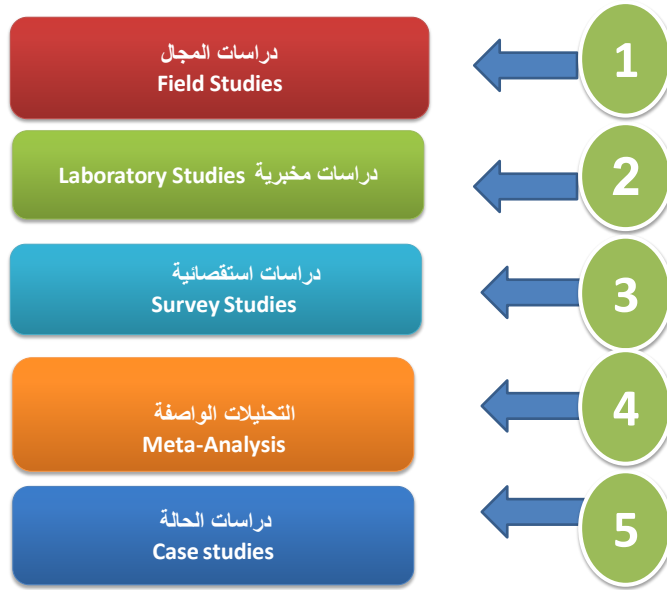 1
دراسات المجال
Field Studies
2
دراسات مخبرية Laboratory Studies
3
دراسات استقصائية
Survey Studies
4
التحليلات الواصفة
Meta-Analysis
5
دراسات الحالة
Case studies